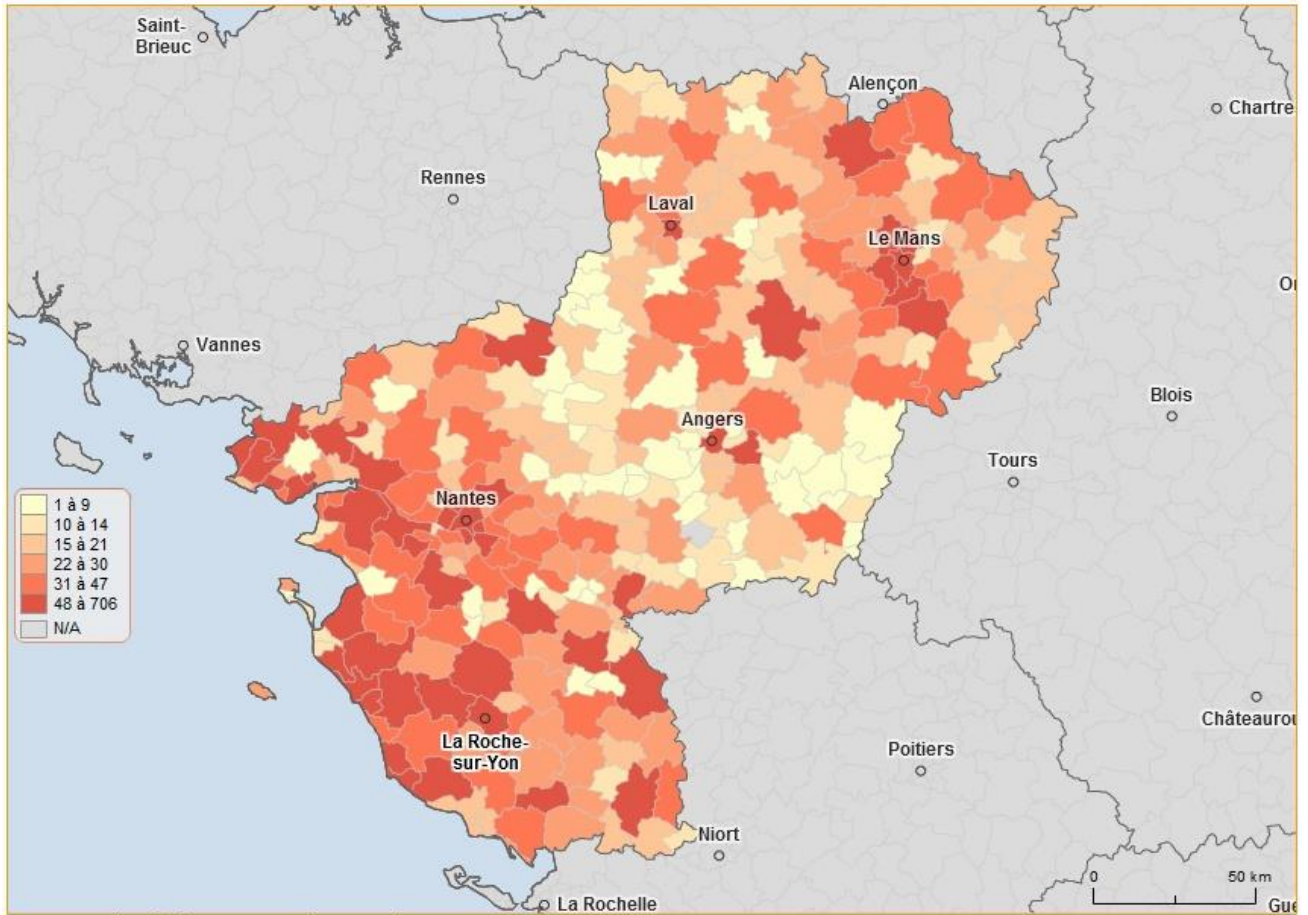 Saint-
Brieuc
Alençon
Chartre
Rennes
Laval
Le Mans
Or
Vannes
Blois
Angers
Tours
Nantes
1 à 9
10 à 14
15 à 21
22 à 30
31 à 47
48 à 706
N/A
Châteaurou
La Roche-
sur-Yon
Poitiers
Niort
0 50 km
La Rochelle
Gué